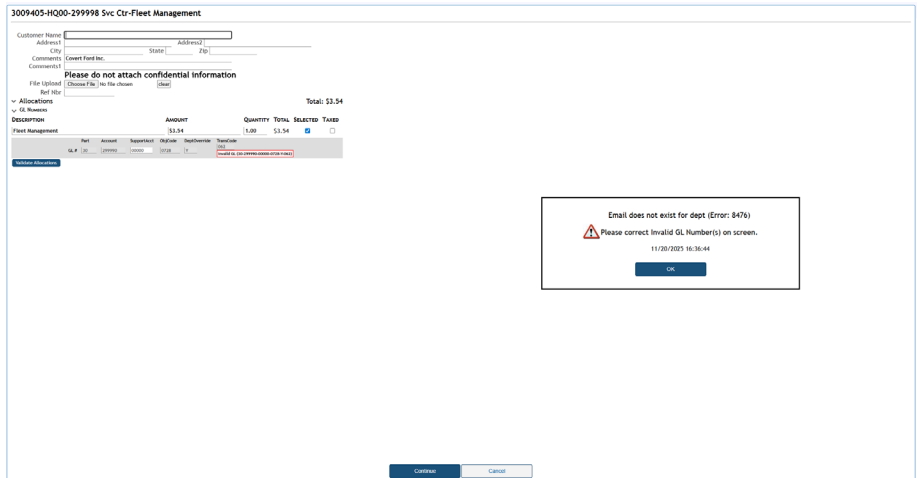 3009405-HQ00-299998 Svc Ctr-Fleet Management
Customer Name
Address1 Address2
City State Zip
Comments Covert Ford Inc.
Comments1
Please do not attach confidential information
File Upload Choose File No file chosen clear
Ref Nbr
Allocations Total: $3.54
GL Numbers
Description Amount Quantity Total Selected Taxed
Fleet Management $3.54 1.00 $3.54
Part Account SupportAcct ObjCode DeptOverride TransCode
GL # 30 299998 00000 0728 Y
Invalid GL
Validate Allocations
Email does not exist for dept (Error: 8476)
Please correct Invalid GL Number(s) on screen.
11/20/2025 16:36:44
OK
Continue Cancel